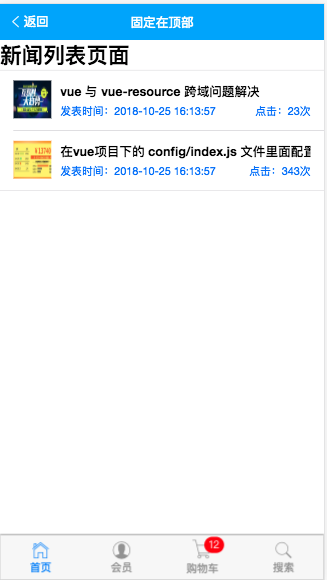 返回
固定在顶部
新闻列表页面
vue 与 vue-resource 跨域问题解决
发表时间：2018-10-25 16:13:57 点击：23次
在vue项目下的 config/index.js 文件里面配置
发表时间：2018-10-25 16:13:57 点击：343次
12
首页 会员 购物车 搜索